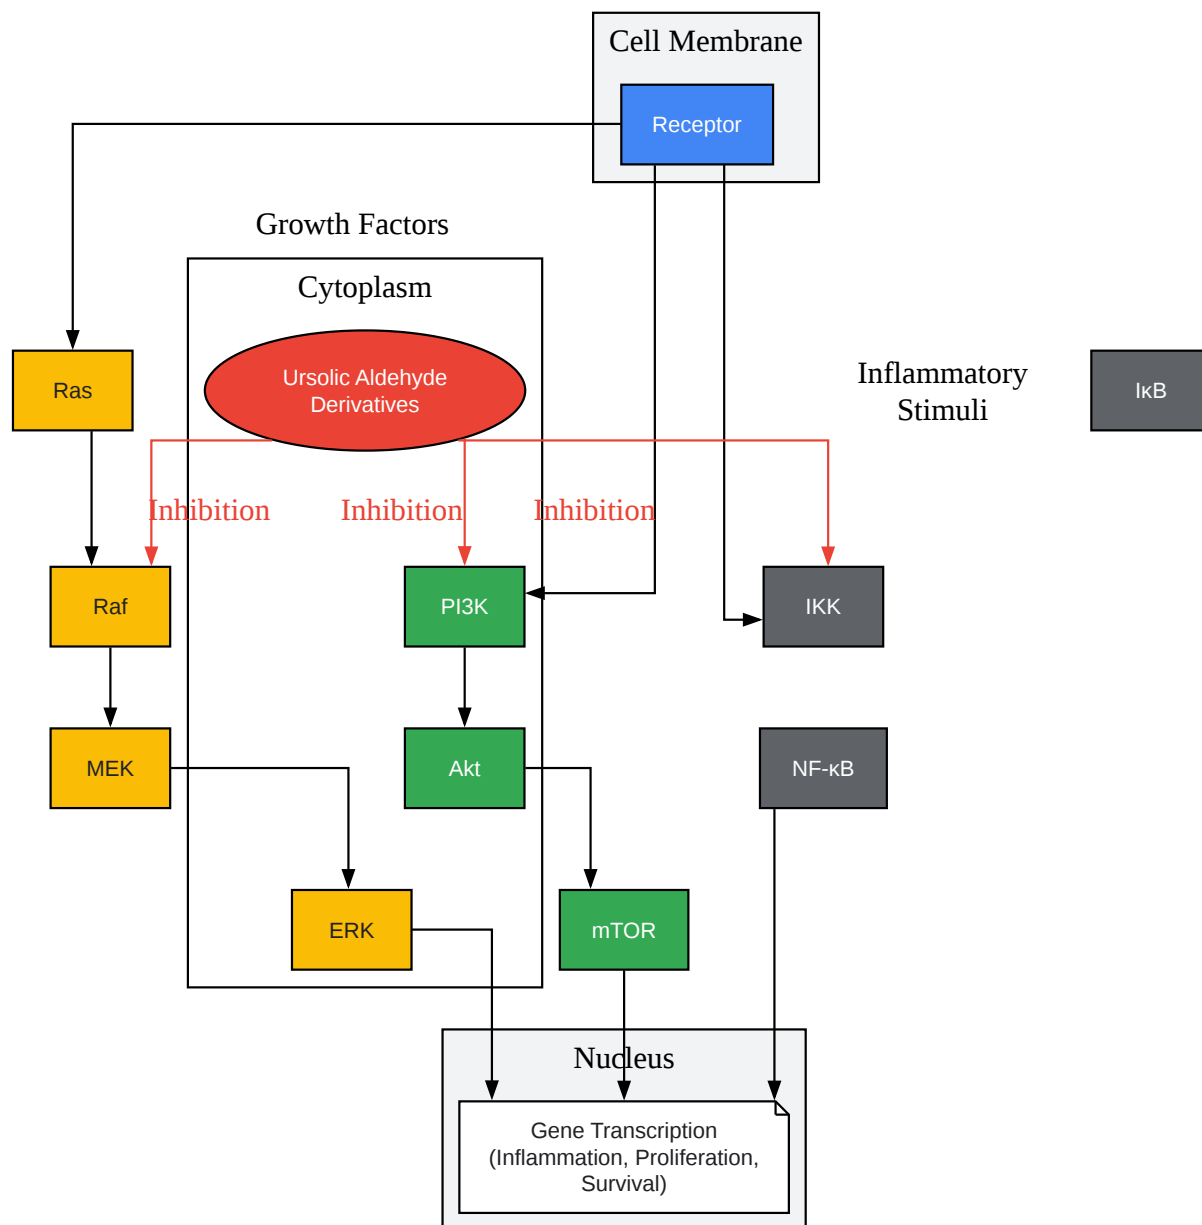 Cell Membrane
Receptor
Growth Factors
Cytoplasm
Ras
Ursolic Aldehyde
Derivatives
Inflammatory
Stimuli
IκB
Inhibition
Inhibition
Inhibition
Raf
PI3K
IKK
MEK
Akt
NF-κB
ERK
mTOR
Nucleus
Gene Transcription
(Inflammation, Proliferation,
Survival)